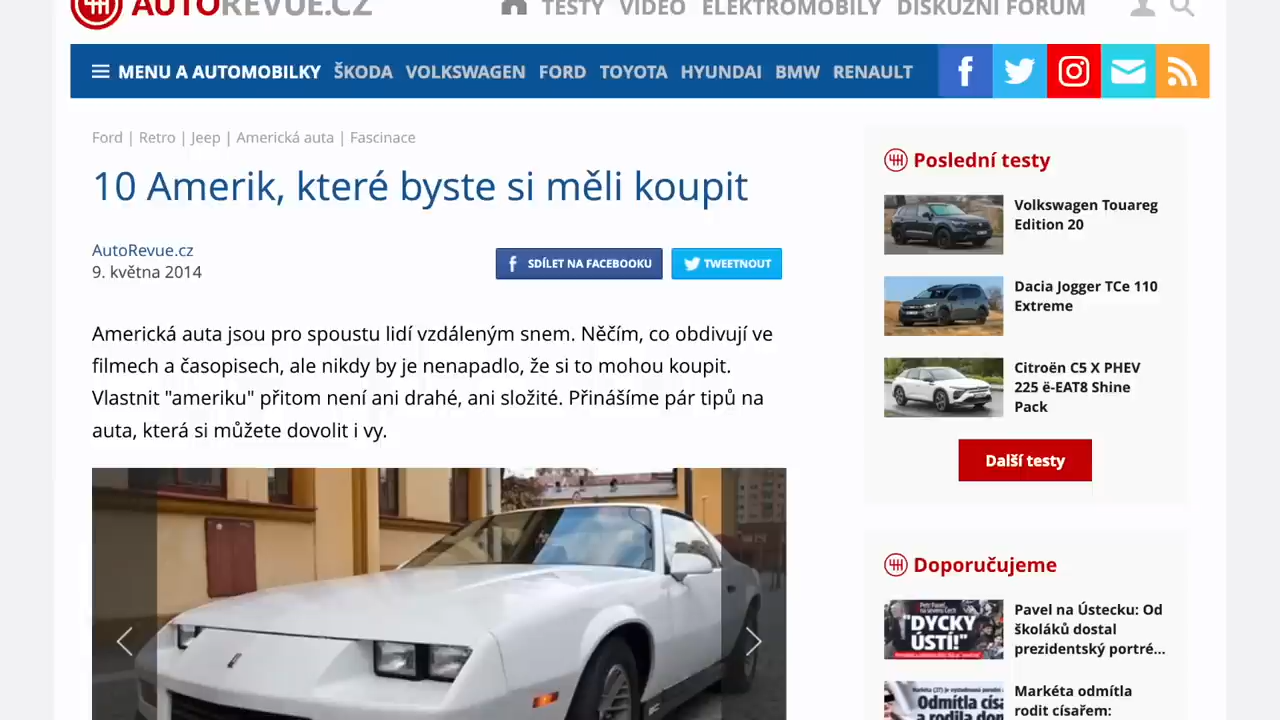 AUTOREVUE.CZ
TESTY VIDEO ELEKTROMOBILY DISKUZNÍ FÓRUM
MENU A AUTOMOBILKY ŠKODA VOLKSWAGEN FORD TOYOTA HYUNDAI BMW RENAULT
Ford | Retro | Jeep | Americká auta | Fascinace
10 Amerik, které byste si měli koupit
AutoRevue.cz
9. května 2014
SDÍLET NA FACEBOOKU
TWEETNOUT
Americká auta jsou pro spoustu lidí vzdáleným snem. Něčím, co obdivují ve
filmech a časopisech, ale nikdy by je nenapadlo, že si to mohou koupit.
Vlastnit "ameriku" přitom není ani drahé, ani složité. Přinášíme pár tipů na
auta, která si můžete dovolit i vy.
Poslední testy
Volkswagen Touareg
Edition 20
Dacia Jogger TCe 110
Extreme
Citroën C5 X PHEV
225 ë-EAT8 Shine
Pack
Další testy
Doporučujeme
"DYCKY
ÚSTÍ!"
Pavel na Ústecku: Od
školáků dostal
prezidentský portré...
Odmítla císa
a rodila dom
Markéta odmítla
rodit císařem: